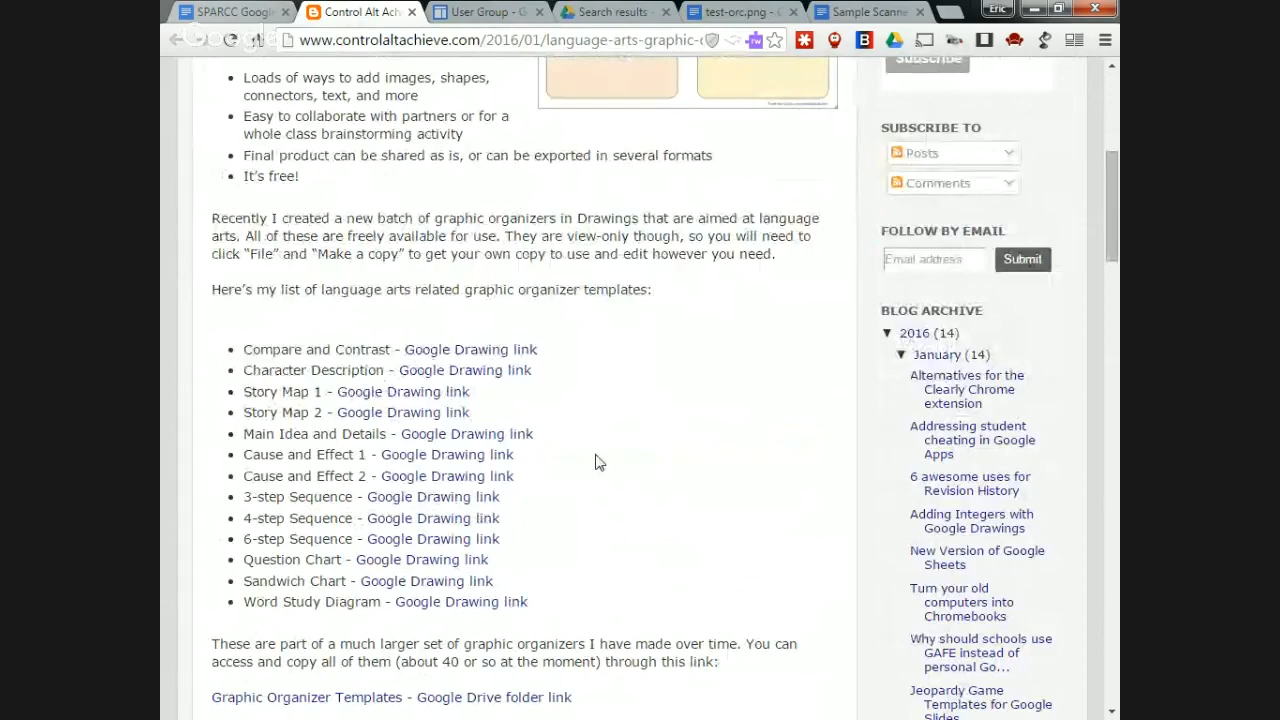 SPARCC Google
Control Alt Ach
User Group - G
Search results -
test-orc.png - G
Sample Scanne
Eric
Google
www.controlaltachieve.com/2016/01/language-arts-graphic-
Loads of ways to add images, shapes,
connectors, text, and more
Easy to collaborate with partners or for a
whole class brainstorming activity
Final product can be shared as is, or can be exported in several formats
It's free!
Recently I created a new batch of graphic organizers in Drawings that are aimed at language
arts. All of these are freely available for use. They are view-only though, so you will need to
click “File” and “Make a copy” to get your own copy to use and edit however you need.
Here's my list of language arts related graphic organizer templates:
Compare and Contrast - Google Drawing link
Character Description - Google Drawing link
Story Map 1 - Google Drawing link
Story Map 2 - Google Drawing link
Main Idea and Details - Google Drawing link
Cause and Effect 1 - Google Drawing link
Cause and Effect 2 - Google Drawing link
3-step Sequence - Google Drawing link
4-step Sequence - Google Drawing link
6-step Sequence - Google Drawing link
Question Chart - Google Drawing link
Sandwich Chart - Google Drawing link
Word Study Diagram - Google Drawing link
These are part of a much larger set of graphic organizers I have made over time. You can
access and copy all of them (about 40 or so at the moment) through this link:
Graphic Organizer Templates - Google Drive folder link
Subscribe
SUBSCRIBE TO
Posts
Comments
FOLLOW BY EMAIL
Email address
Submit
BLOG ARCHIVE
▼ 2016 (14)
▼ January (14)
Alternatives for the
Clearly Chrome
extension
Addressing student
cheating in Google
Apps
6 awesome uses for
Revision History
Adding Integers with
Google Drawings
New Version of Google
Sheets
Turn your old
computers into
Chromebooks
Why should schools use
GAFE instead of
personal Go...
Jeopardy Game
Templates for Google
Slides